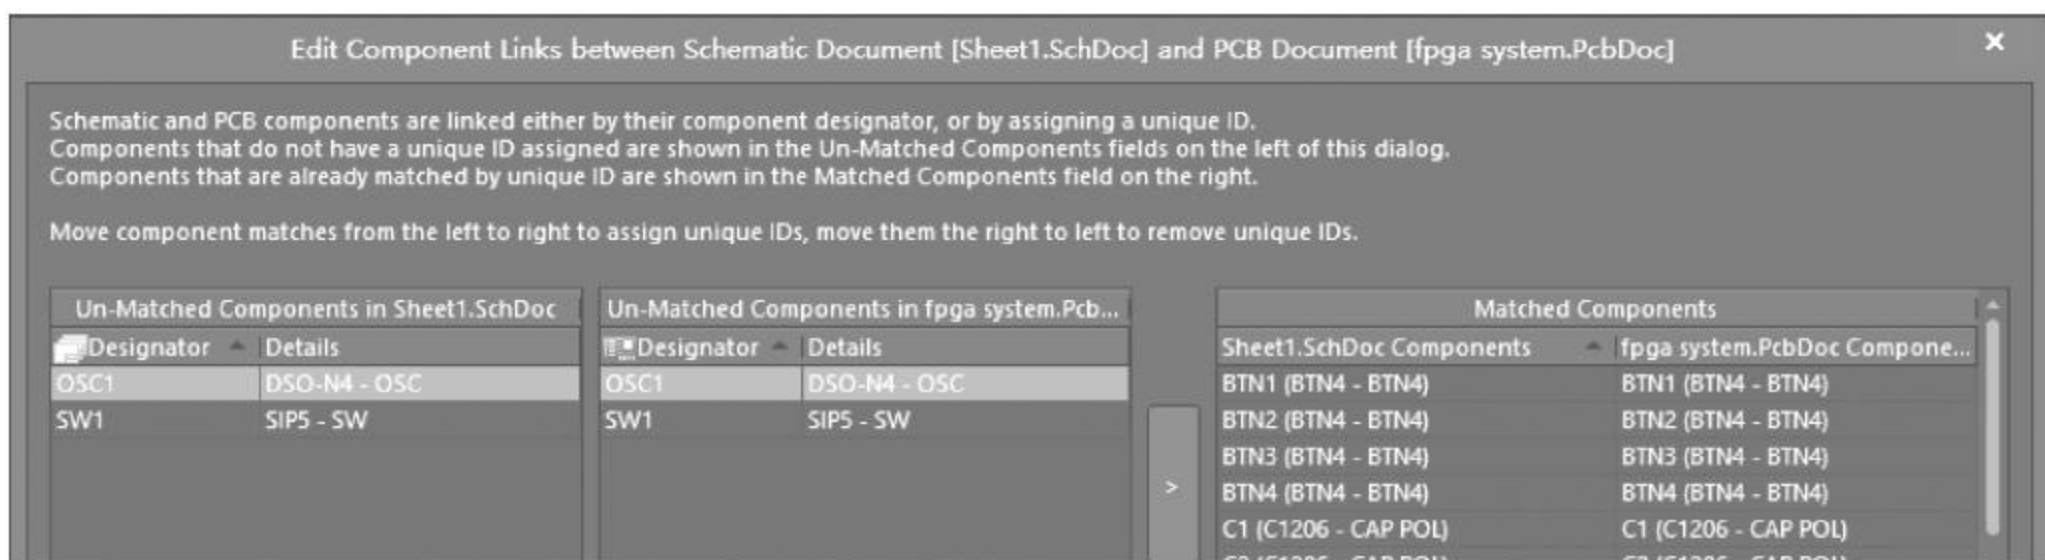 Edit Component Links between Schematic Document [Sheet1.SchDoc] and PCB Document [fpga system.PcbDoc]
Schematic and PCB components are linked either by their component designator, or by assigning a unique ID.
Components that do not have a unique ID assigned are shown in the Un-Matched Components fields on the left of this dialog.
Components that are already matched by unique ID are shown in the Matched Components field on the right.
Move component matches from the left to right to assign unique IDs, move them the right to left to remove unique IDs.
Un-Matched Components in Sheet1.SchDoc
Designator Details
OSC1 DSO-N4 - OSC
SW1 SIP5 - SW
Un-Matched Components in fpga system.Pcb...
Designator Details
OSC1 DSO-N4 - OSC
SW1 SIP5 - SW
>
Matched Components
Sheet1.SchDoc Components fpga system.PcbDoc Compone...
BTN1 (BTN4 - BTN4) BTN1 (BTN4 - BTN4)
BTN2 (BTN4 - BTN4) BTN2 (BTN4 - BTN4)
BTN3 (BTN4 - BTN4) BTN3 (BTN4 - BTN4)
BTN4 (BTN4 - BTN4) BTN4 (BTN4 - BTN4)
C1 (C1206 - CAP POL) C1 (C1206 - CAP POL)